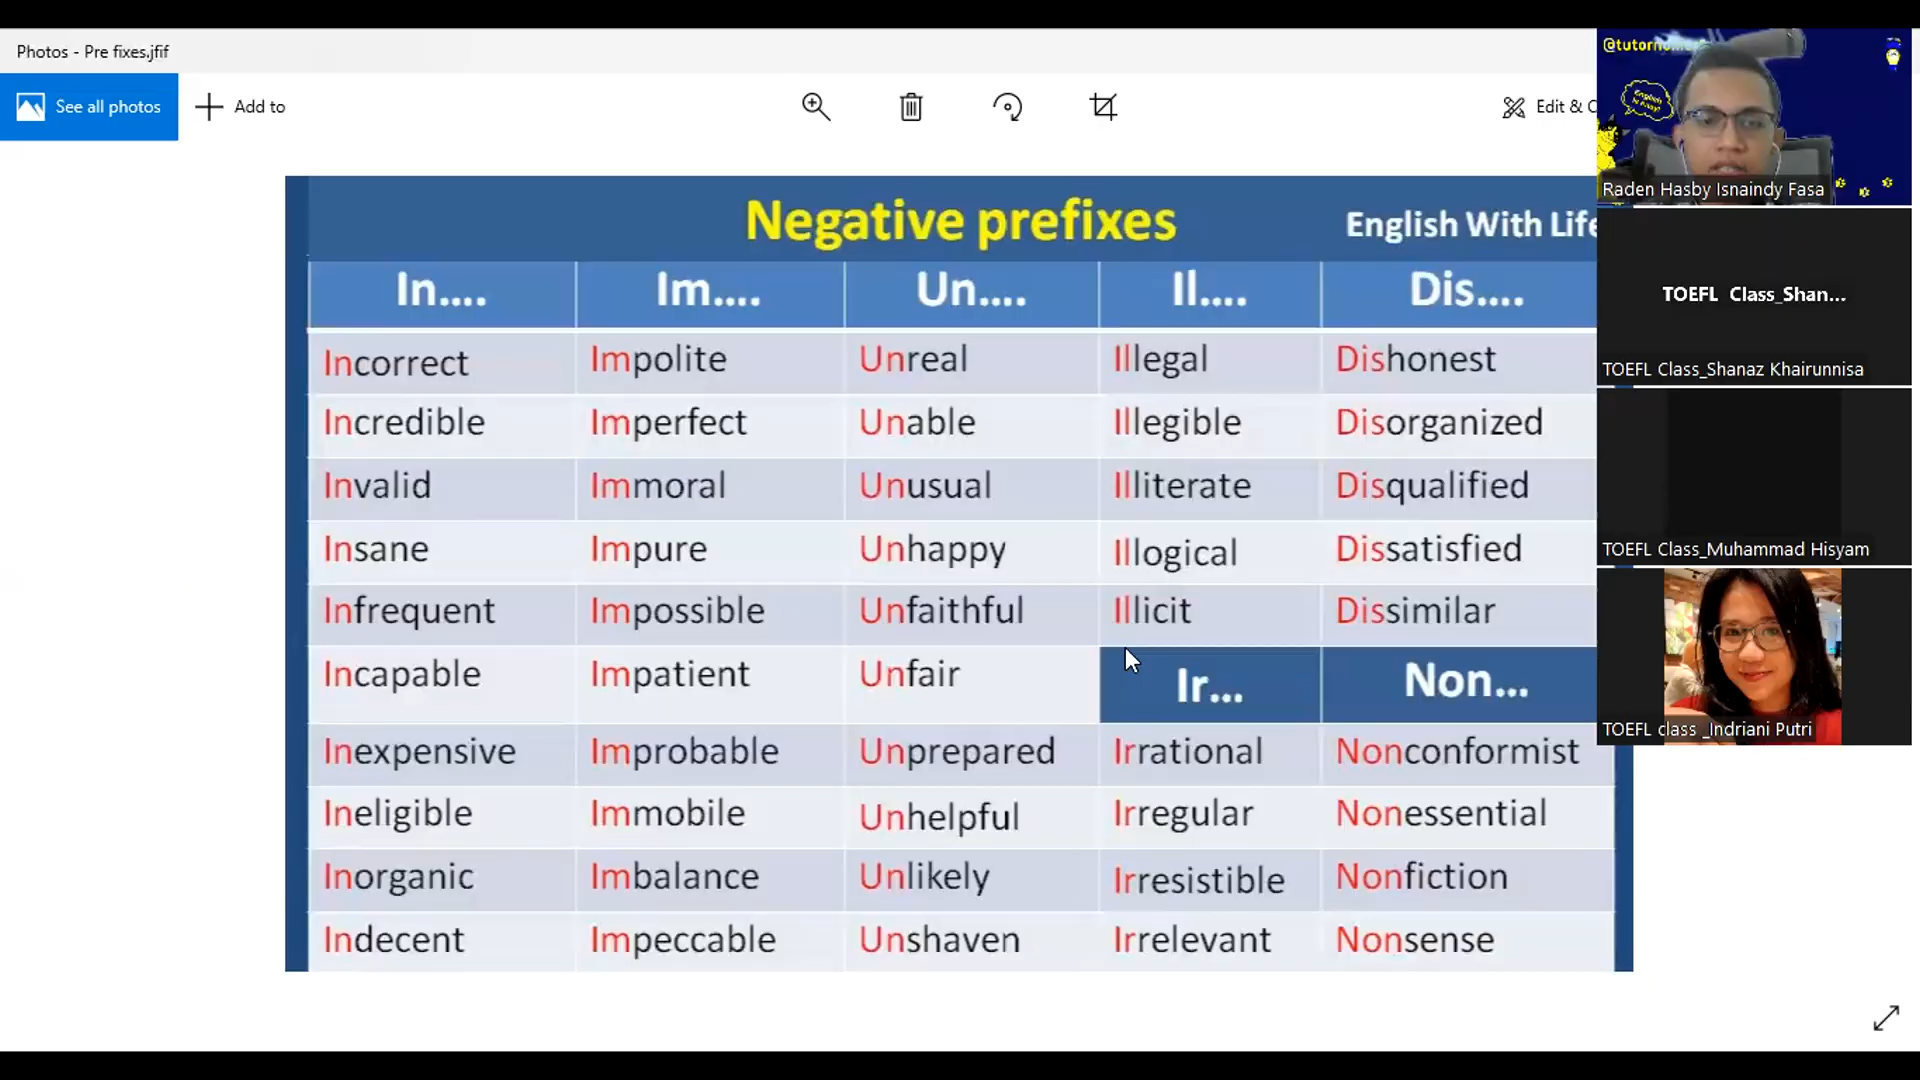 Photos - Pre fixes.jfif
See all photos
Add to
Edit & C
Negative prefixes
English With Life
In.... Im.... Un.... Il.... Dis....
Incorrect Impolite Unreal Illegal Dishonest
Incredible Imperfect Unable Illegible Disorganized
Invalid Immoral Unusual Illiterate Disqualified
Insane Impure Unhappy Illogical Dissatisfied
Infrequent Impossible Unfaithful Illicit Dissimilar
Incapable Impatient Unfair Ir... Non...
Inexpensive Improbable Unprepared Irrational Nonconformist
Ineligible Immobile Unhelpful Irregular Nonessential
Inorganic Imbalance Unlikely Irresistible Nonfiction
Indecent Impeccable Unshaven Irrelevant Nonsense
Raden Hasby Isnaindy Fasa
TOEFL Class_Shan...
TOEFL Class_Shanaz Khairunnisa
TOEFL Class_Muhammad Hisyam
TOEFL class _Indriani Putri